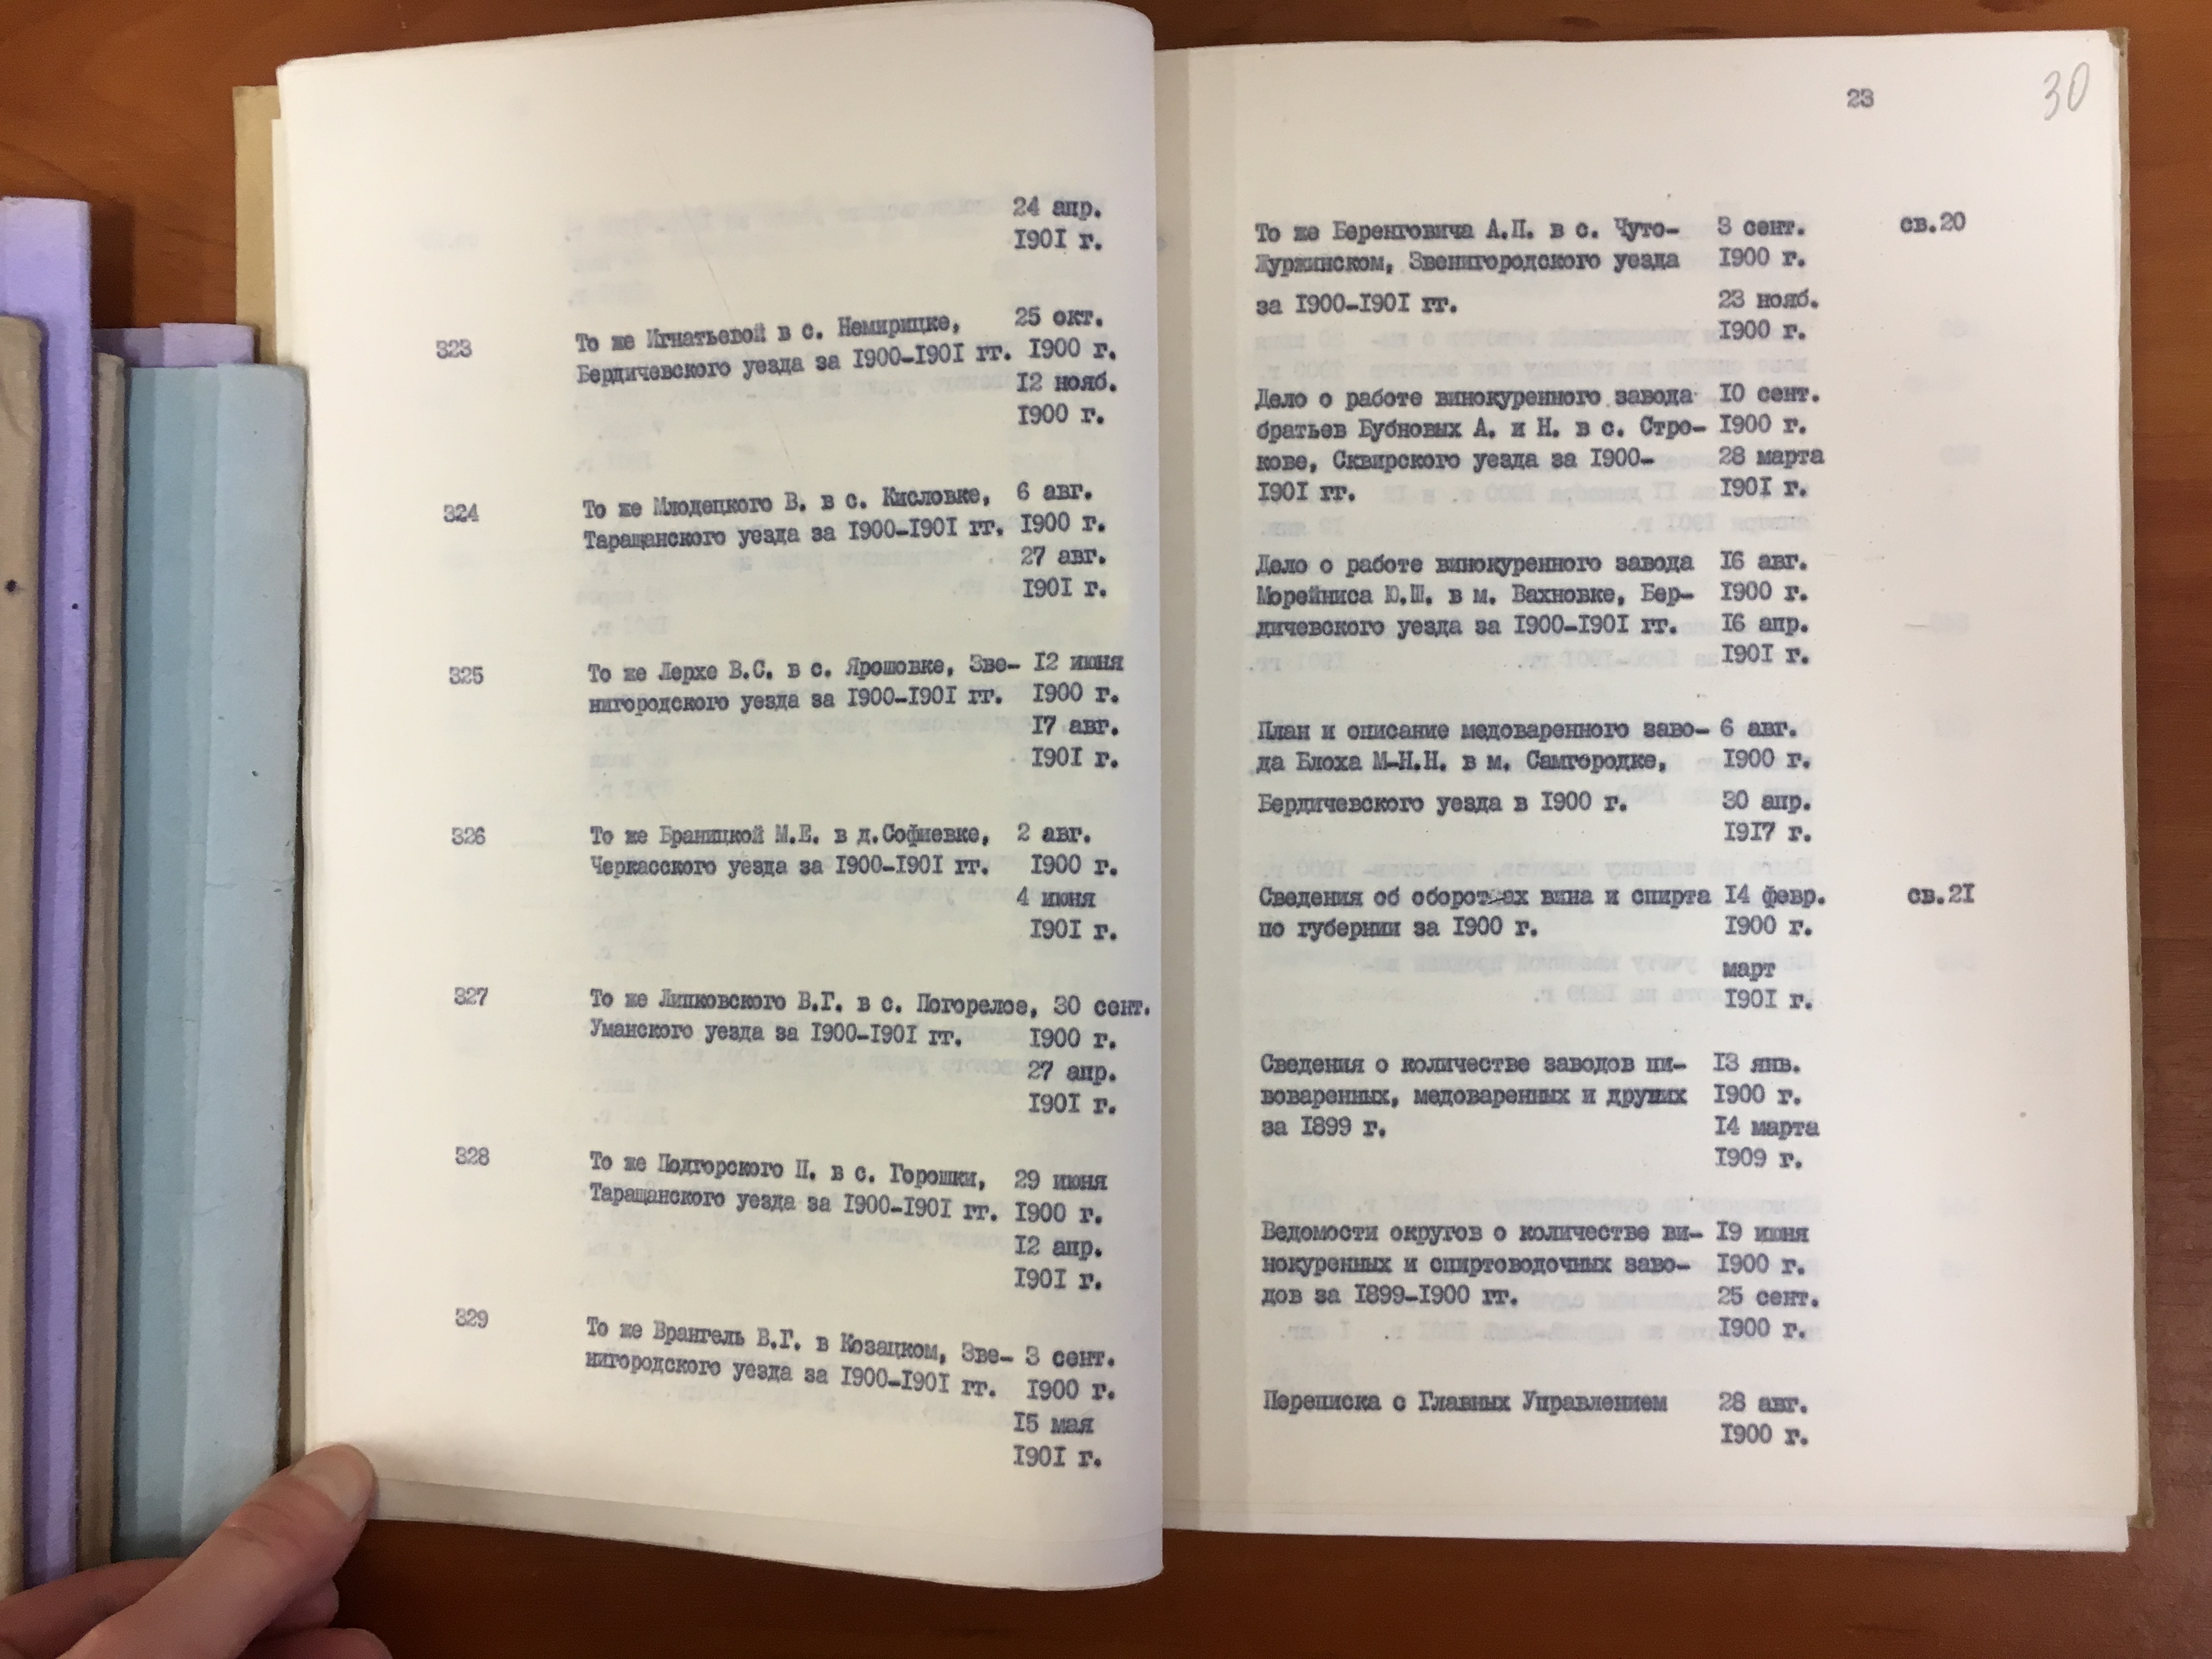 24 апр.
1901 г.
323 То же Игнатьевой в с. Немирицке, 25 окт.
Бердичевского уезда за 1900-1901 гг. 1900 г.
12 нояб.
1900 г.
324 То же Млодецкого В. в с. Кисловке, 6 авг.
Таращанского уезда за 1900-1901 гг. 1900 г.
27 авг.
1901 г.
325 То же Лерхе В.С. в с. Ярошовке, Зве- 12 июня
нигородского уезда за 1900-1901 гг. 1900 г.
17 авг.
1901 г.
326 То же Браницкой М.Е. в д.Софиевке, 2 авг.
Черкасского уезда за 1900-1901 гг. 1900 г.
4 июня
1901 г.
327 То же Липковского В.Г. в с. Погорелое, 30 сент.
Уманского уезда за 1900-1901 гг. 1900 г.
27 апр.
1901 г.
328 То же Подгорского П. в с. Горошки, 29 июня
Таращанского уезда за 1900-1901 гг. 1900 г.
12 апр.
1901 г.
329 То же Врангель В.Г. в Козацком, Зве- 3 сент.
нигородского уезда за 1900-1901 гг. 1900 г.
15 мая
1901 г.
23 30
То же Беренговича А.П. в с. Чуто- 3 сент. св.20
Журжинском, Звенигородского уезда 1900 г.
за 1900-1901 гг. 23 нояб.
1900 г.
Дело о работе винокуренного завода 10 сент.
братьев Бубновых А. и Н. в с. Стро- 1900 г.
кове, Сквирского уезда за 1900- 28 марта
1901 гг. 1901 г.
Дело о работе винокуренного завода 16 авг.
Морейниса Ю.Ш. в м. Вахновке, Бер- 1900 г.
дичевского уезда за 1900-1901 гг. 16 апр.
1901 г.
План и описание медоваренного заво- 6 авг.
да Блоха М-Н.Н. в м. Самгородке, 1900 г.
Бердичевского уезда в 1900 г. 30 апр.
1917 г.
Сведения об оборотах вина и спирта 14 февр. св.21
по губернии за 1900 г. 1900 г.
март
1901 г.
Сведения о количестве заводов пи- 13 янв.
воваренных, медоваренных и других 1900 г.
за 1899 г. 14 марта
1909 г.
Ведомости округов о количестве ви- 19 июня
нокуренных и спиртоводочных заво- 1900 г.
дов за 1899-1900 гг. 25 сент.
1900 г.
Переписка с Главных Управлением 28 авг.
1900 г.